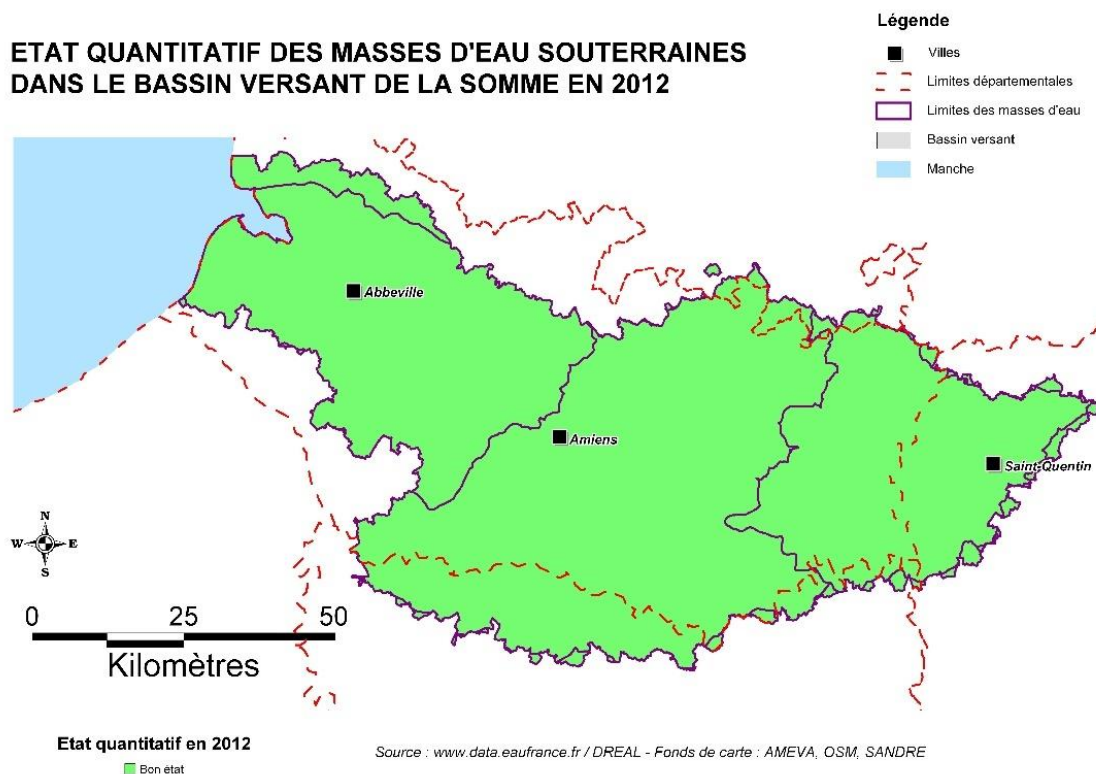 ETAT QUANTITATIF DES MASSES D'EAU SOUTERRAINES
DANS LE BASSIN VERSANT DE LA SOMME EN 2012
Légende
Villes
Limites départementales
Limites des masses d'eau
Bassin versant
Manche
Abbeville
Amiens
Saint-Quentin
N
W E
S
0 25 50
Kilomètres
Etat quantitatif en 2012
Bon état
Source : www.data.eaufrance.fr / DREAL - Fonds de carte : AMEVA, OSM, SANDRE